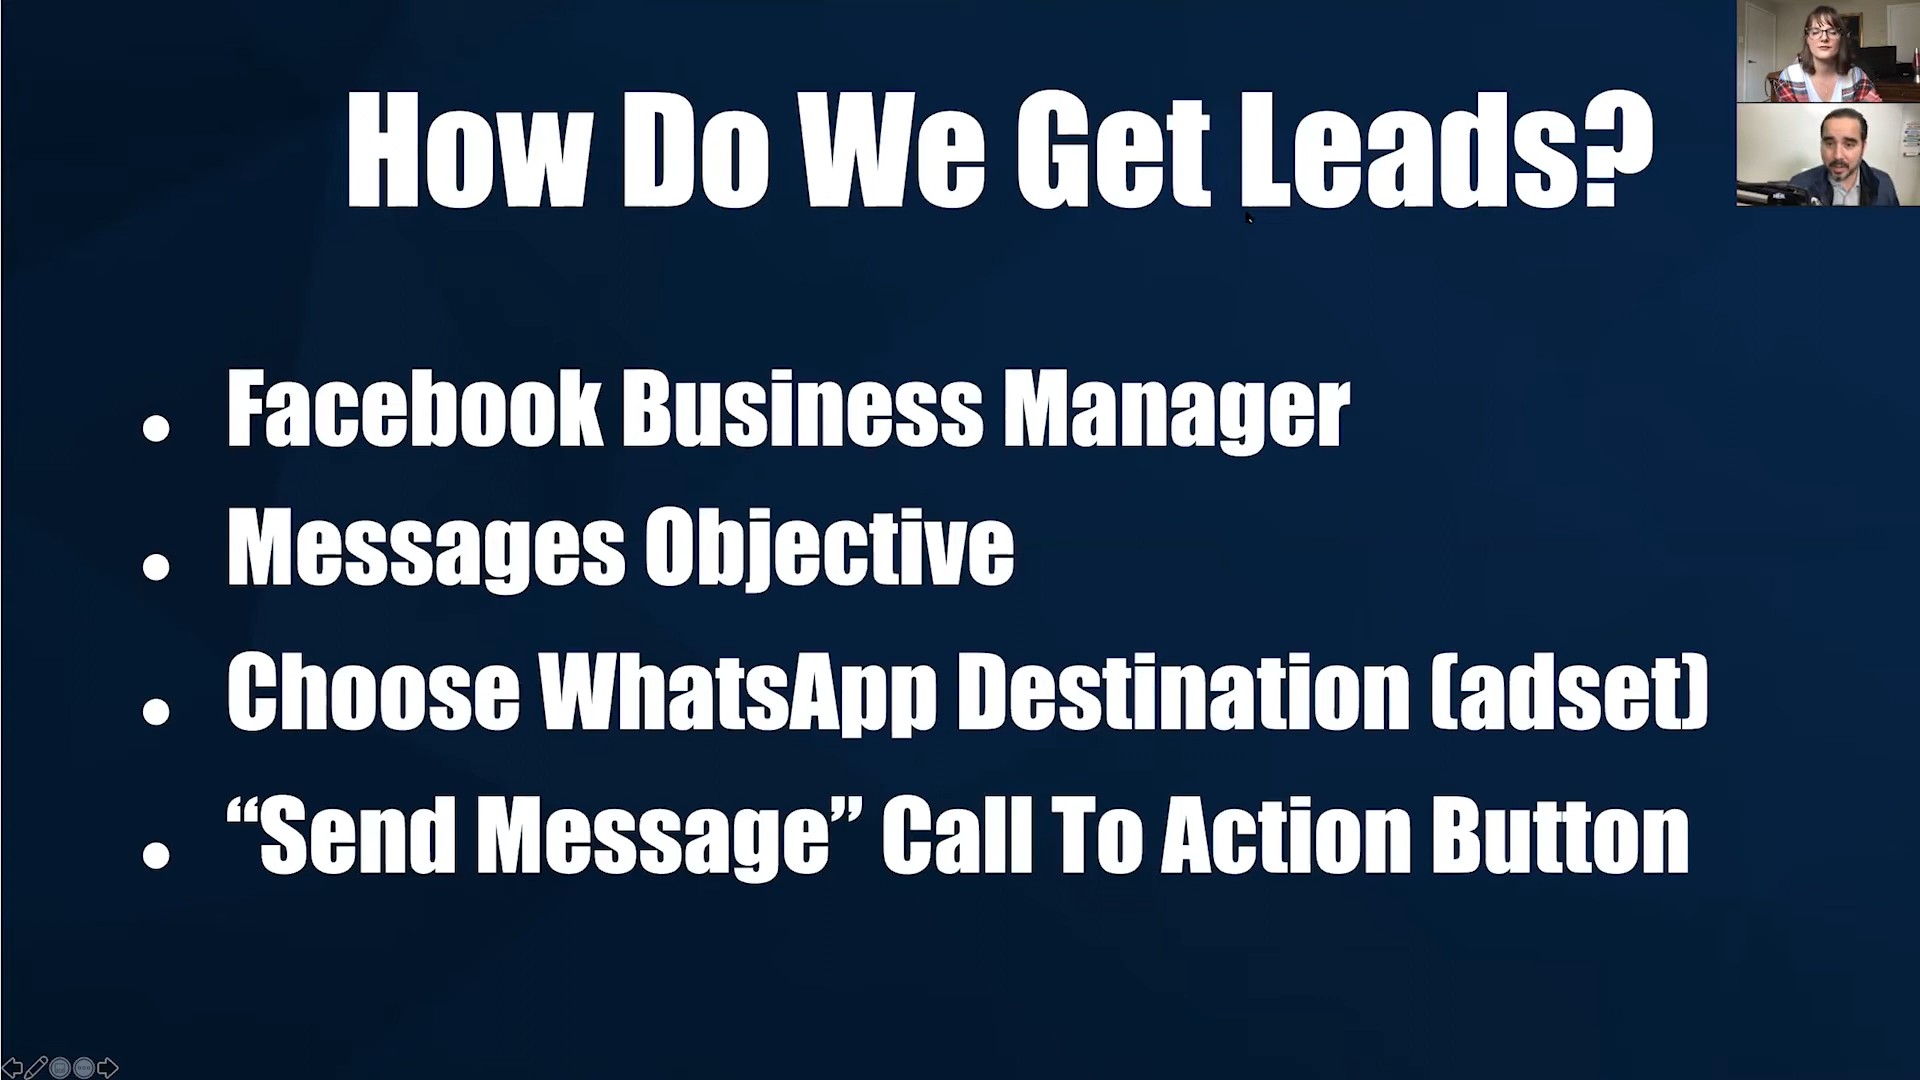 How Do We Get Leads?
• Facebook Business Manager
• Messages Objective
• Choose WhatsApp Destination (adset)
• “Send Message” Call To Action Button